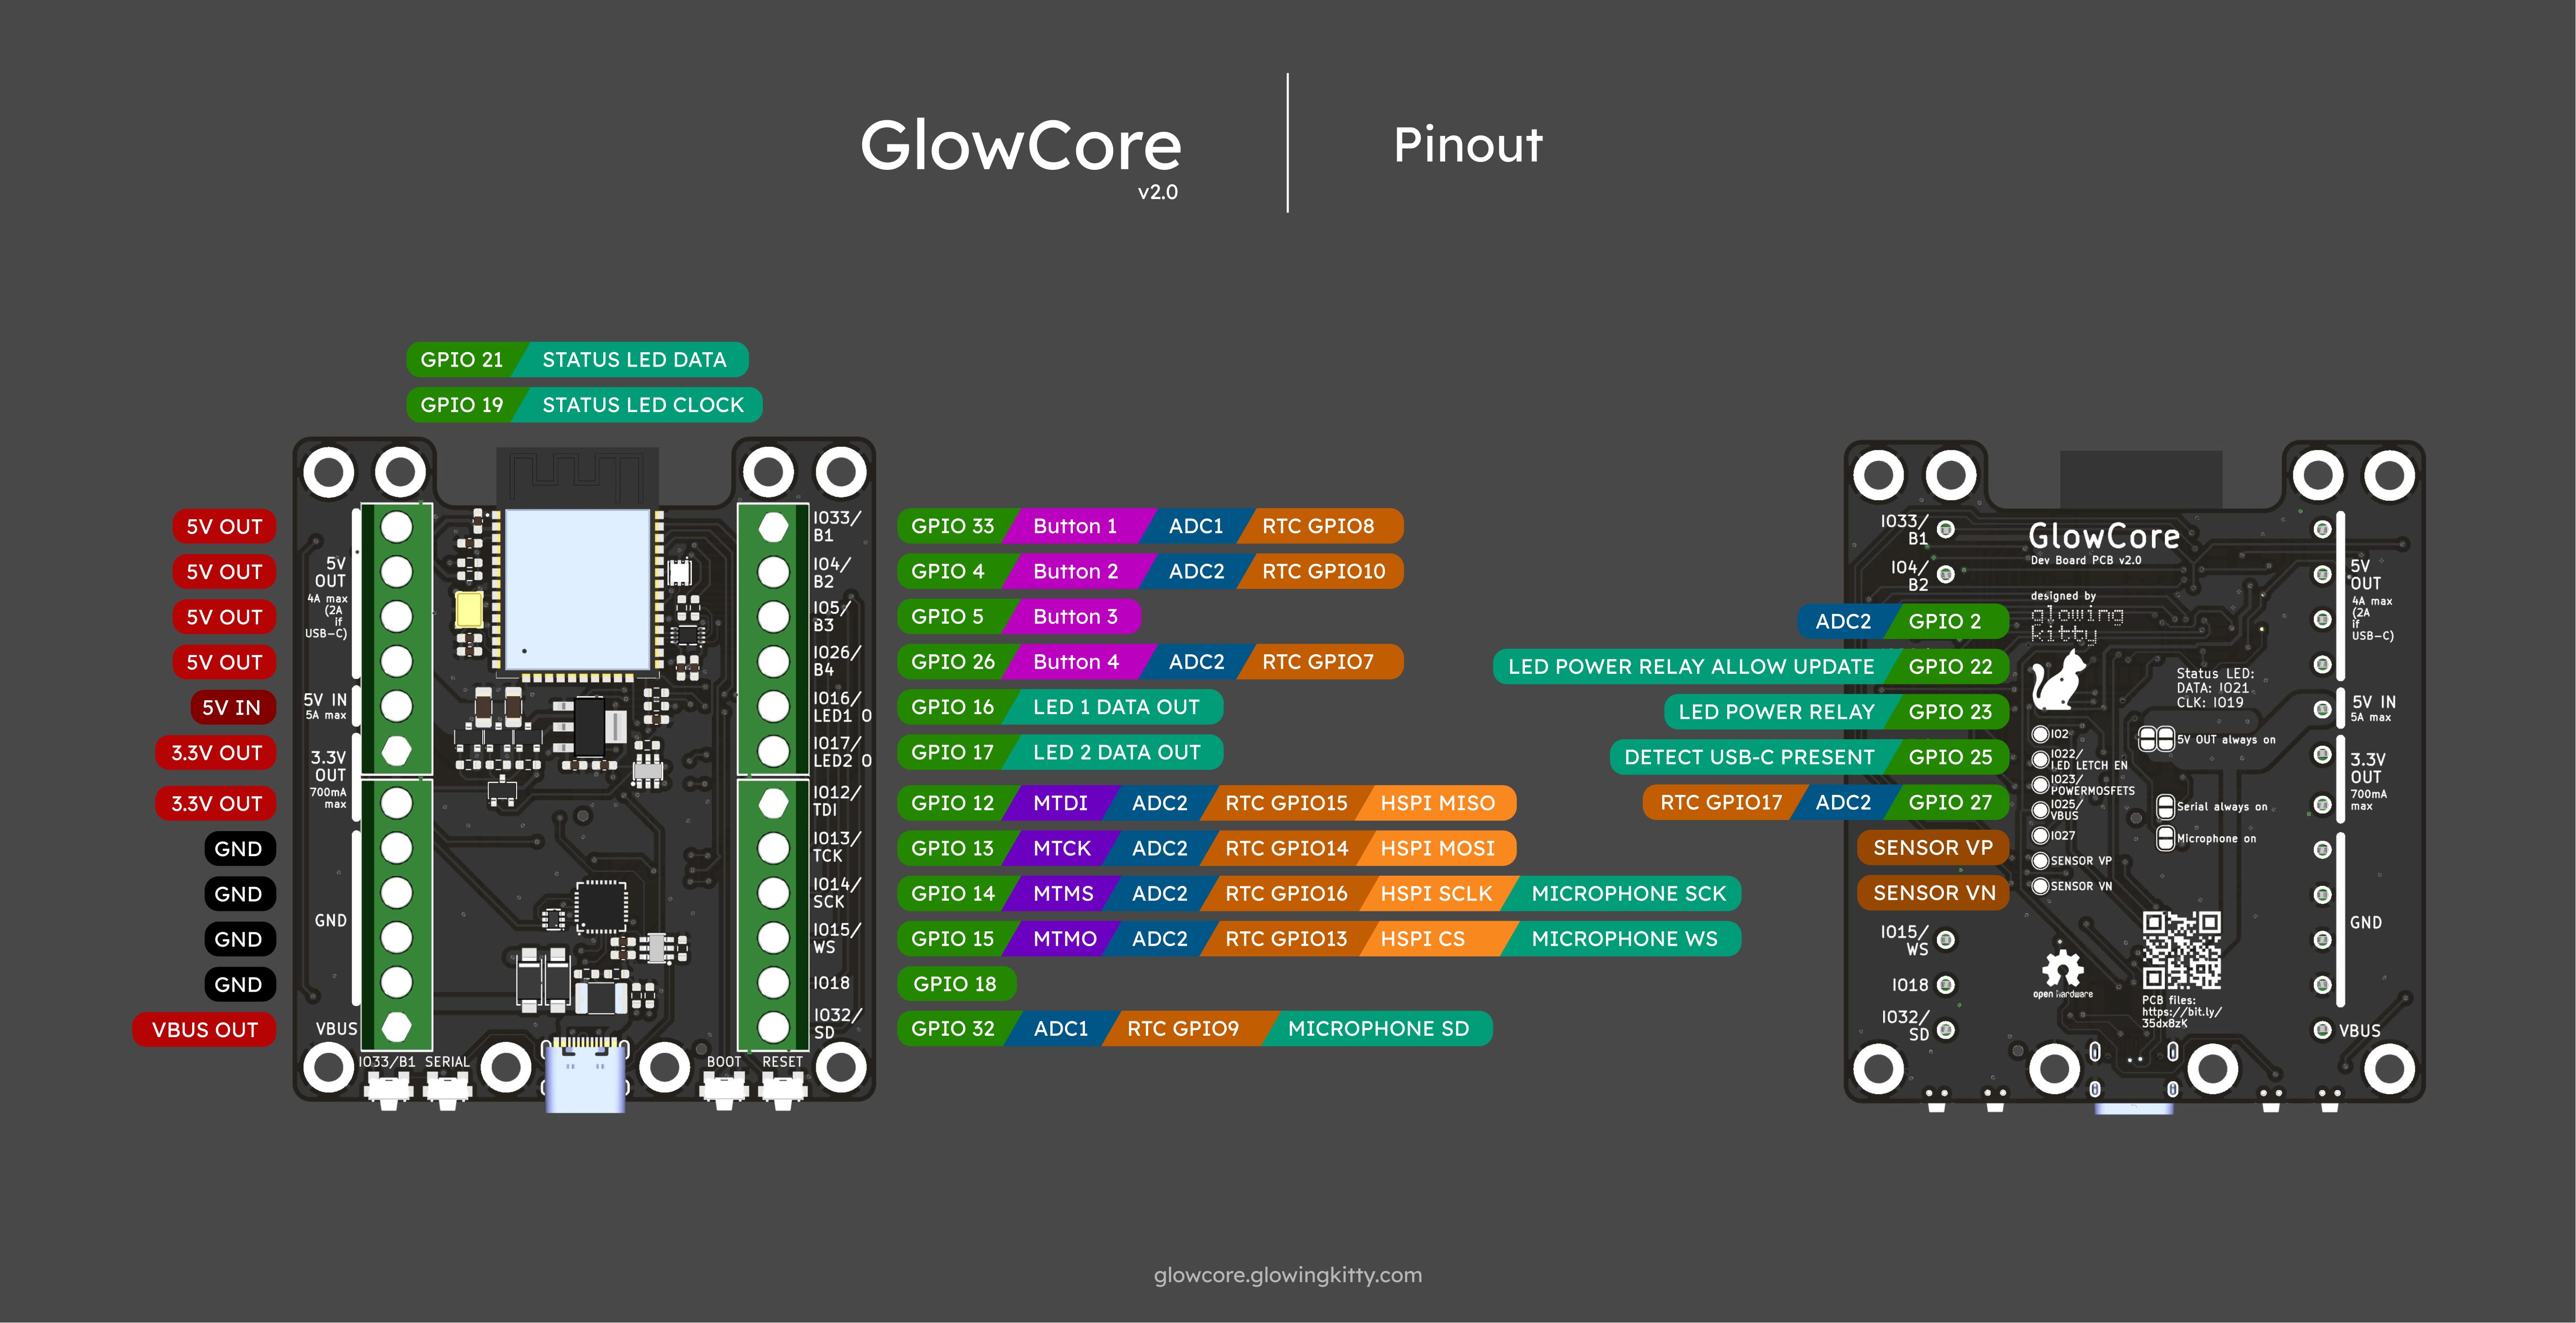 GlowCore
v2.0
Pinout
GPIO 21 STATUS LED DATA
GPIO 19 STATUS LED CLOCK
5V OUT
5V OUT
5V OUT
5V OUT
5V IN
3.3V OUT
3.3V OUT
GND
GND
GND
GND
VBUS OUT
5V
OUT
4A max
(2A
if
USB-C)
5V IN
5A max
3.3V
OUT
700mA
max
GND
VBUS
IO33/B1 SERIAL
BOOT RESET
IO33/
B1
IO4/
B2
IO5/
B3
IO26/
B4
IO16/
LED1 O
IO17/
LED2 O
IO12/
TDI
IO13/
TCK
IO14/
SCK
IO15/
WS
IO18
IO32/
SD
GPIO 33 Button 1 ADC1 RTC GPIO8
GPIO 4 Button 2 ADC2 RTC GPIO10
GPIO 5 Button 3
GPIO 26 Button 4 ADC2 RTC GPIO7
GPIO 16 LED 1 DATA OUT
GPIO 17 LED 2 DATA OUT
GPIO 12 MTDI ADC2 RTC GPIO15 HSPI MISO
GPIO 13 MTCK ADC2 RTC GPIO14 HSPI MOSI
GPIO 14 MTMS ADC2 RTC GPIO16 HSPI SCLK MICROPHONE SCK
GPIO 15 MTMO ADC2 RTC GPIO13 HSPI CS MICROPHONE WS
GPIO 18
GPIO 32 ADC1 RTC GPIO9 MICROPHONE SD
IO33/
B1
IO4/
B2
ADC2 GPIO 2
LED POWER RELAY ALLOW UPDATE GPIO 22
LED POWER RELAY GPIO 23
DETECT USB-C PRESENT GPIO 25
RTC GPIO17 ADC2 GPIO 27
SENSOR VP
SENSOR VN
IO15/
WS
IO18
IO32/
SD
GlowCore
Dev Board PCB v2.0
designed by
glowing
kitty
Status LED:
DATA: IO21
CLK: IO19
IO2
IO22/
LED LETCH EN
IO23/
POWERMOSFETS
IO25/
VBUS
IO27
SENSOR VP
SENSOR VN
5V OUT always on
Serial always on
Microphone on
open hardware
PCB files:
https://bit.ly/
35dx8zK
5V
OUT
4A max
(2A
if
USB-C)
5V IN
5A max
3.3V
OUT
700mA
max
GND
VBUS
glowcore.glowingkitty.com